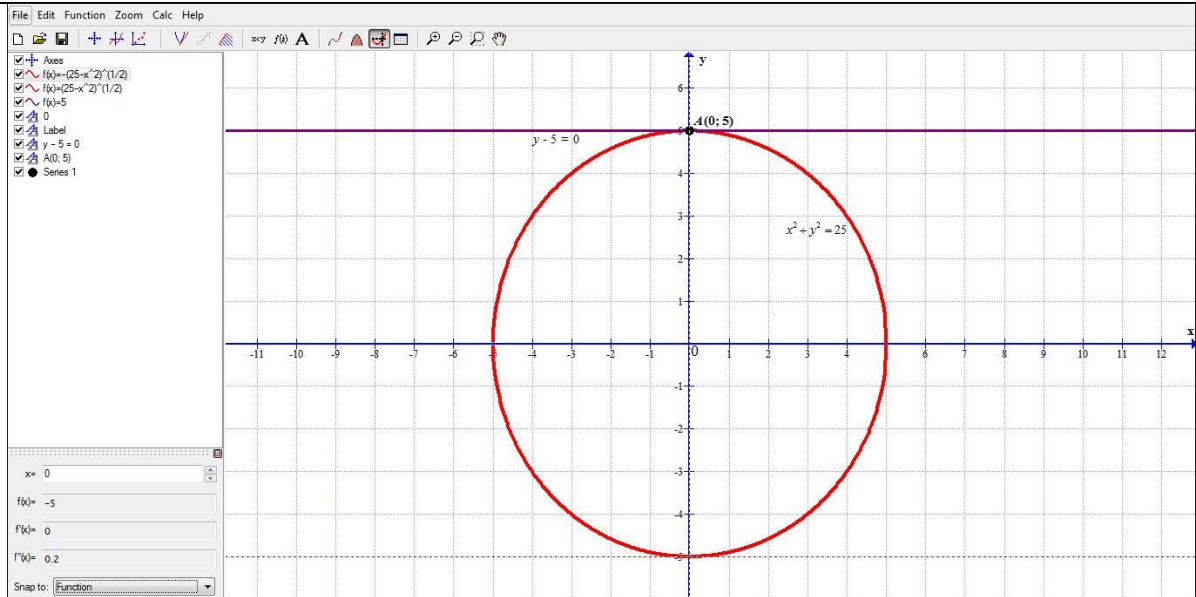 File Edit Function Zoom Calc Help
x<y f(x) A
Axes
f(x)=-(25-x^2)^(1/2)
f(x)=(25-x^2)^(1/2)
f(x)=5
0
Label
y - 5 = 0
A(0; 5)
Series 1
x= 0
f(x)= -5
f'(x)= 0
f''(x)= 0.2
Snap to: Function
y
6
5
A(0; 5)
y - 5 = 0
4
3
x² + y² = 25
2
1
x
-11 -10 -9 -8 -7 -6 -5 -4 -3 -2 -1 0 1 2 3 4 5 6 7 8 9 10 11 12
-1
-2
-3
-4
-5